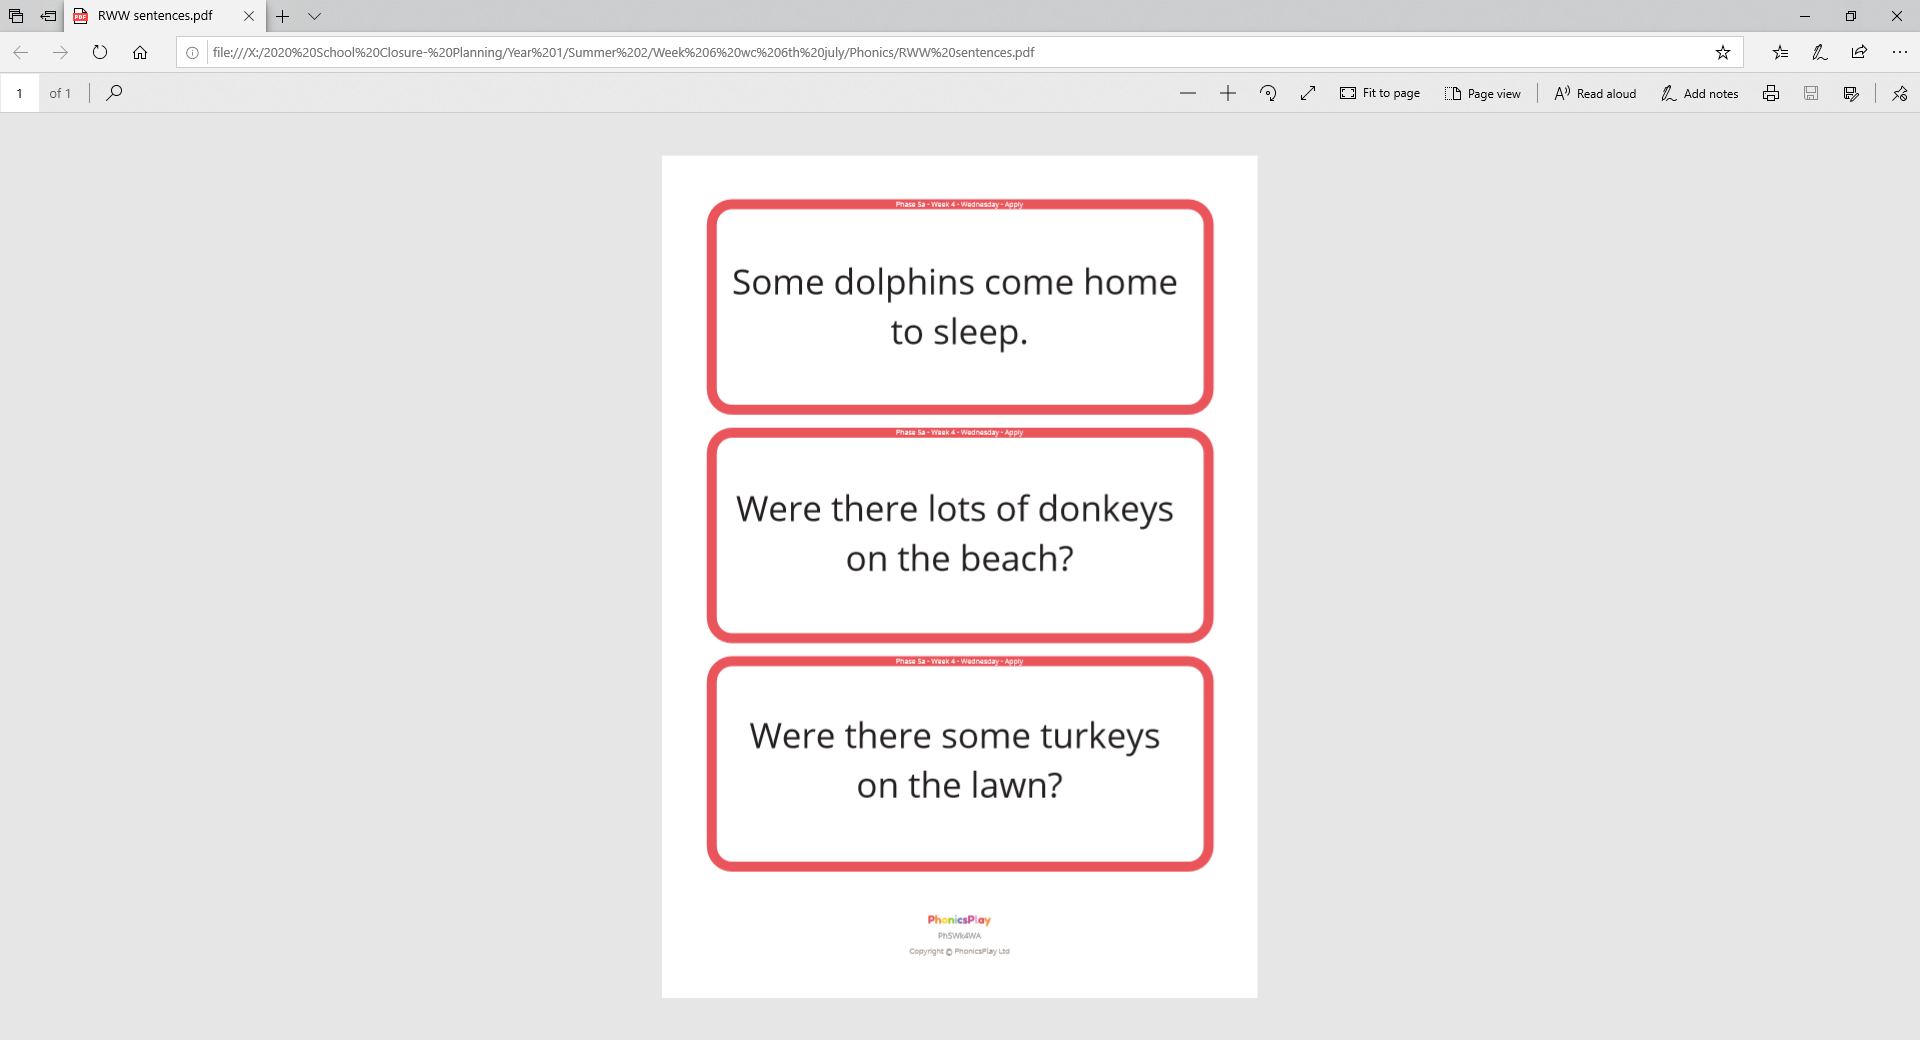 RWW sentences.pdf
file:///X:/2020%20School%20Closure-%20Planning/Year%201/Summer%202/Week%206%20wc%206th%20july/Phonics/RWW%20sentences.pdf
1 of 1 Fit to page Page view Read aloud Add notes
Phase 5a - Week 4 - Wednesday - Apply
Some dolphins come home
to sleep.
Phase 5a - Week 4 - Wednesday - Apply
Were there lots of donkeys
on the beach?
Phase 5a - Week 4 - Wednesday - Apply
Were there some turkeys
on the lawn?
PhonicsPlay
Ph5Wk4WA
Copyright © PhonicsPlay Ltd